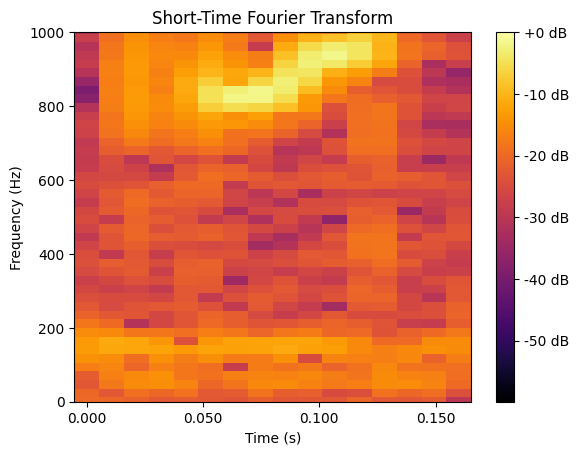 Short-Time Fourier Transform
1000
800
600
400
200
0
Frequency (Hz)
0.000
0.050
0.100
0.150
Time (s)
+0 dB
-10 dB
-20 dB
-30 dB
-40 dB
-50 dB